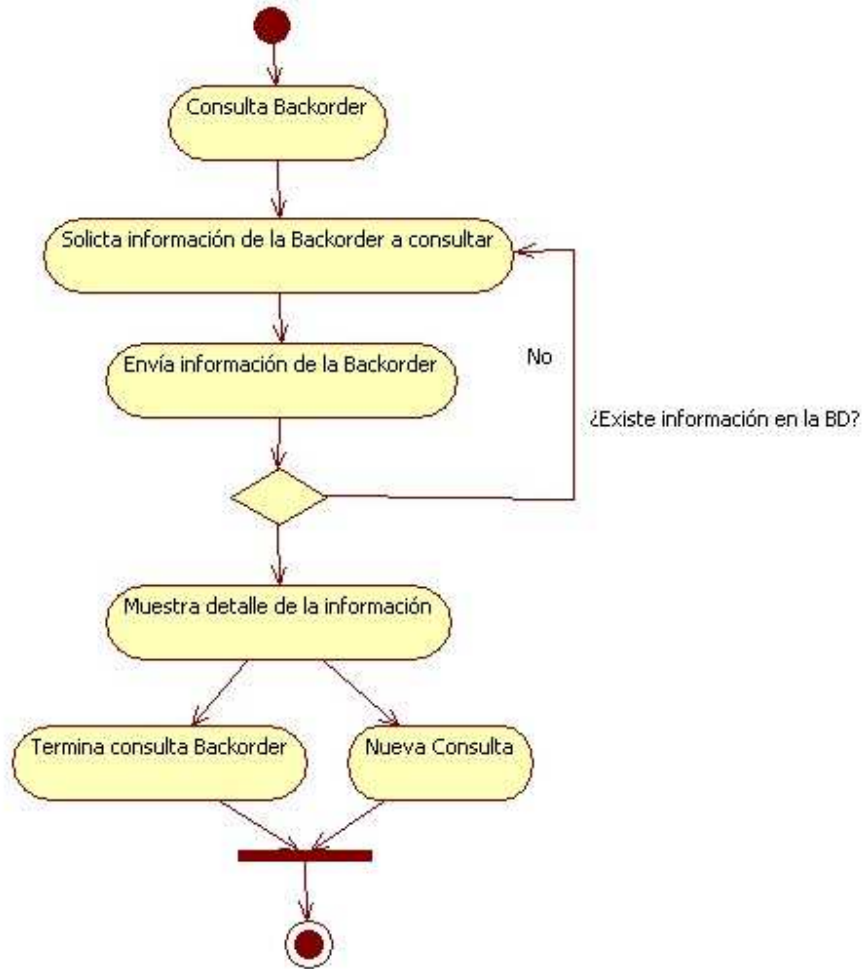 Consulta Backorder
Solicta información de la Backorder a consultar
Envía información de la Backorder
No
¿Existe información en la BD?
Muestra detalle de la información
Termina consulta Backorder
Nueva Consulta